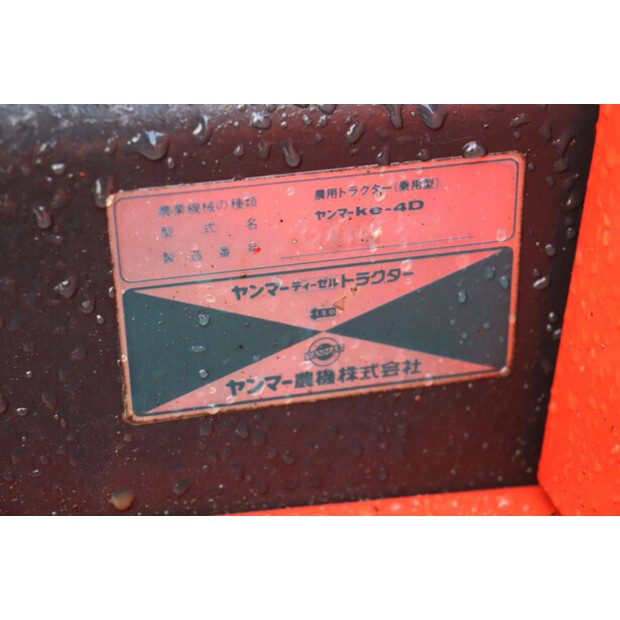 農業機械の種類 農用トラクター(乗用型)
型式名 ヤンマーke-4D
製造番号
ヤンマーディーゼルトラクター
ISO
YANMAR
ヤンマー農機株式会社